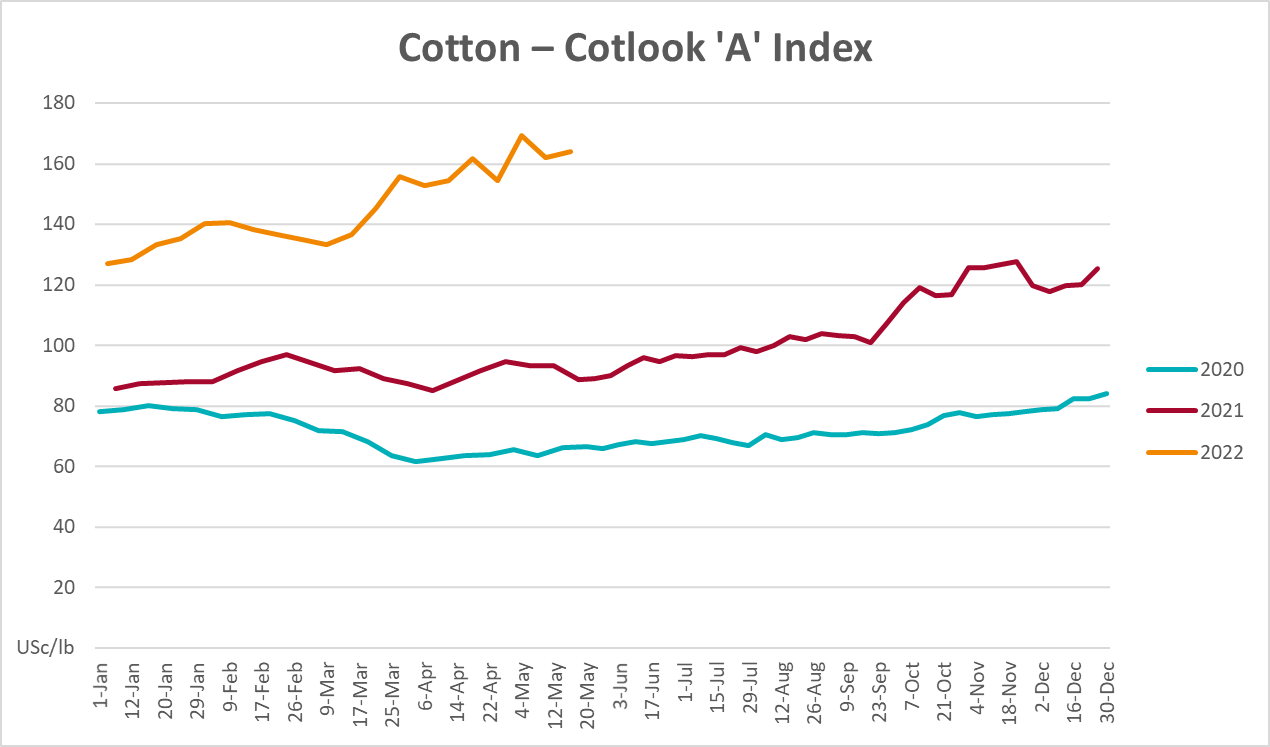 Cotton – Cotlook 'A' Index
180
160
140
120
100
80
60
40
20
USc/lb
1-Jan
12-Jan
20-Jan
29-Jan
9-Feb
17-Feb
26-Feb
9-Mar
17-Mar
25-Mar
6-Apr
14-Apr
22-Apr
4-May
12-May
20-May
3-Jun
17-Jun
1-Jul
15-Jul
29-Jul
12-Aug
26-Aug
9-Sep
23-Sep
7-Oct
21-Oct
4-Nov
18-Nov
2-Dec
16-Dec
30-Dec
2020
2021
2022